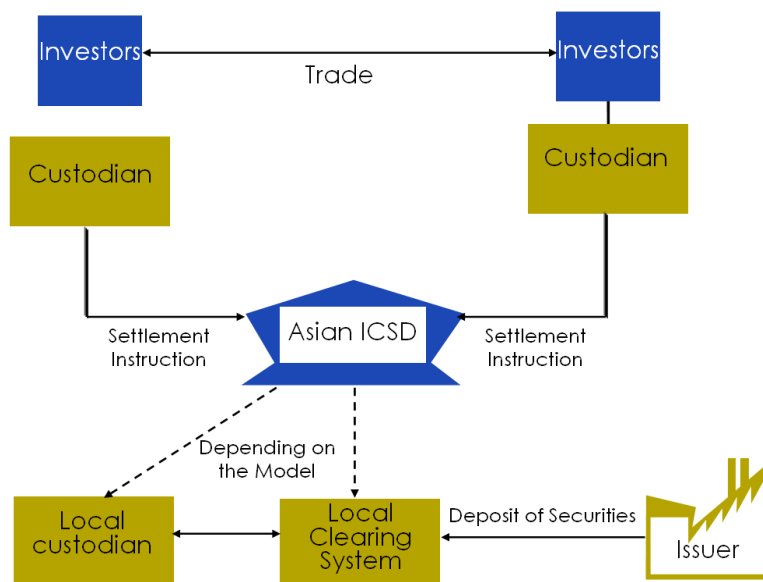 Investors
Investors
Trade
Custodian
Custodian
Asian ICSD
Settlement
Instruction
Settlement
Instruction
Depending on
the Model
Local
custodian
Local
Clearing
System
Deposit of Securities
Issuer